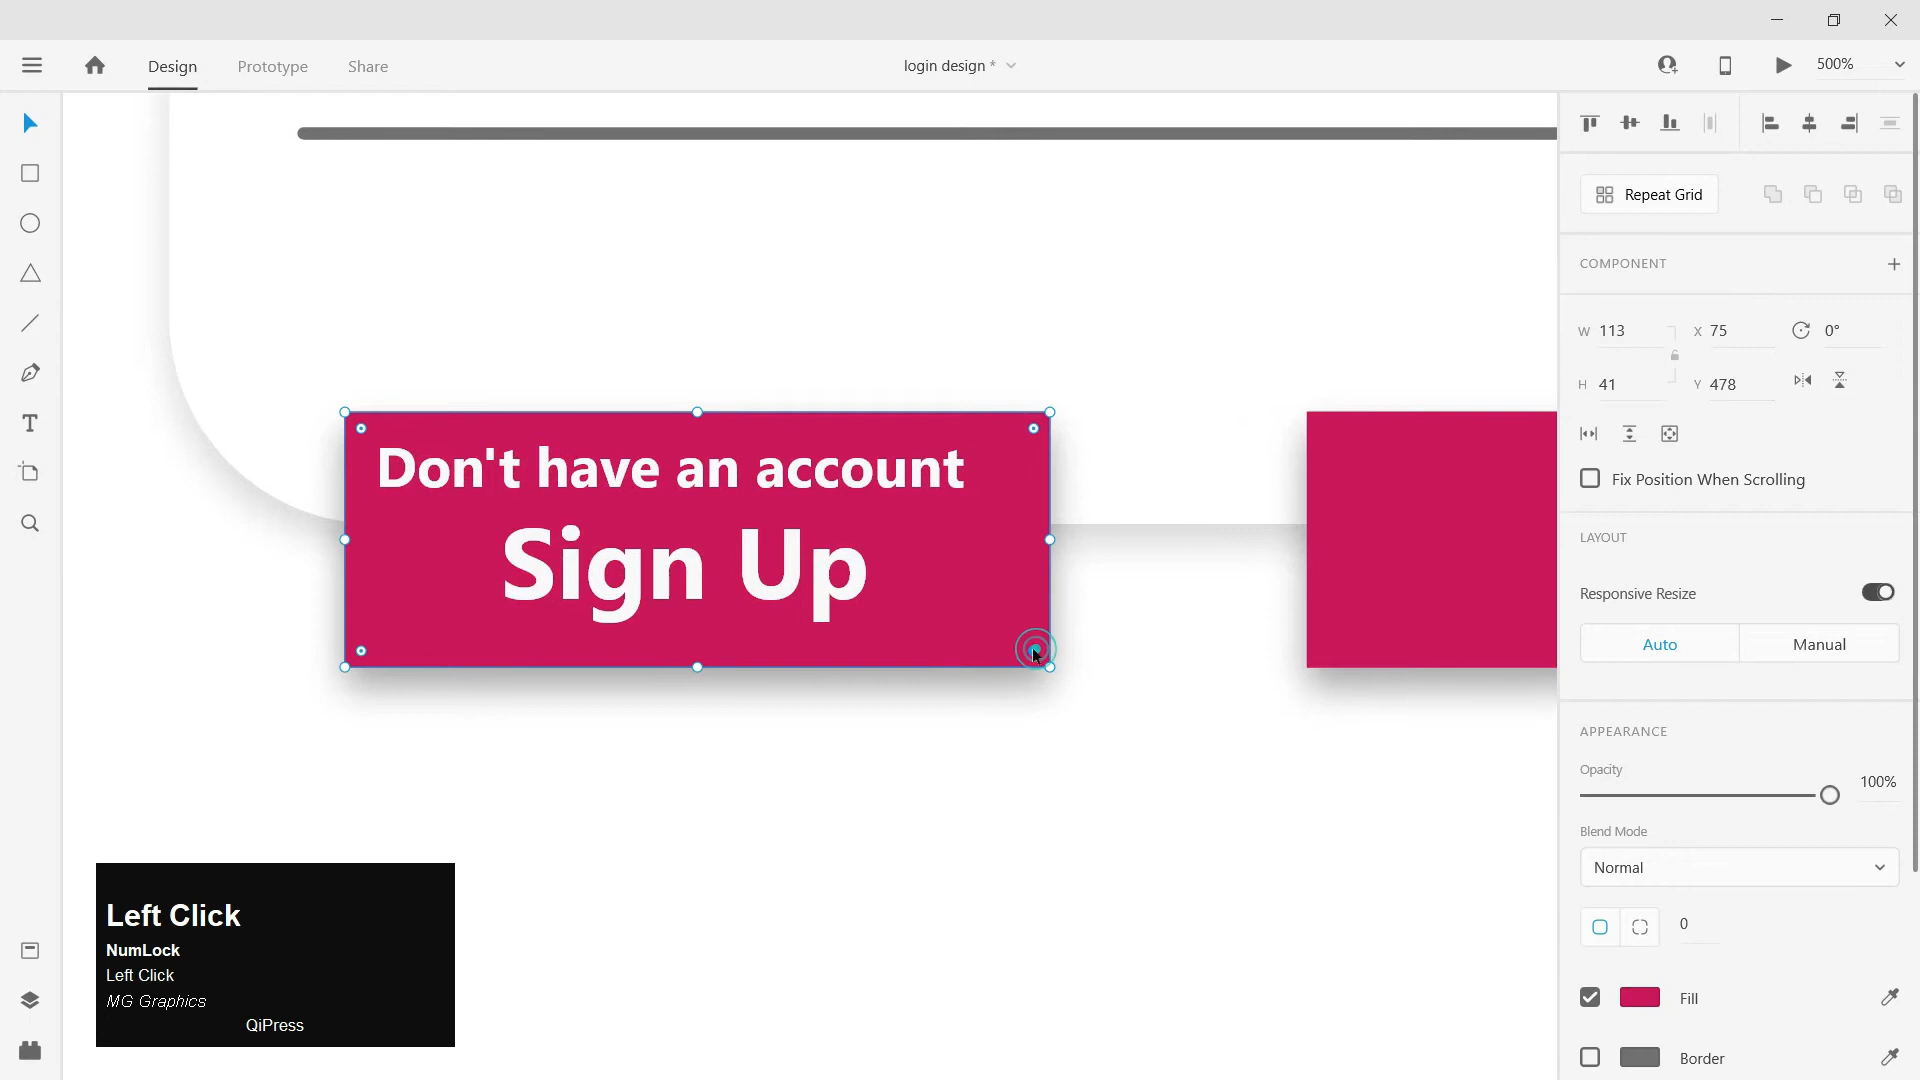 Design
Prototype
Share
login design *
500%
Repeat Grid
COMPONENT
W 113
X 75
0°
H 41
Y 478
Fix Position When Scrolling
LAYOUT
Responsive Resize
Auto
Manual
APPEARANCE
Opacity
100%
Blend Mode
Normal
0
Fill
Border
Don't have an account
Sign Up
Left Click
NumLock
Left Click
MG Graphics
QiPress